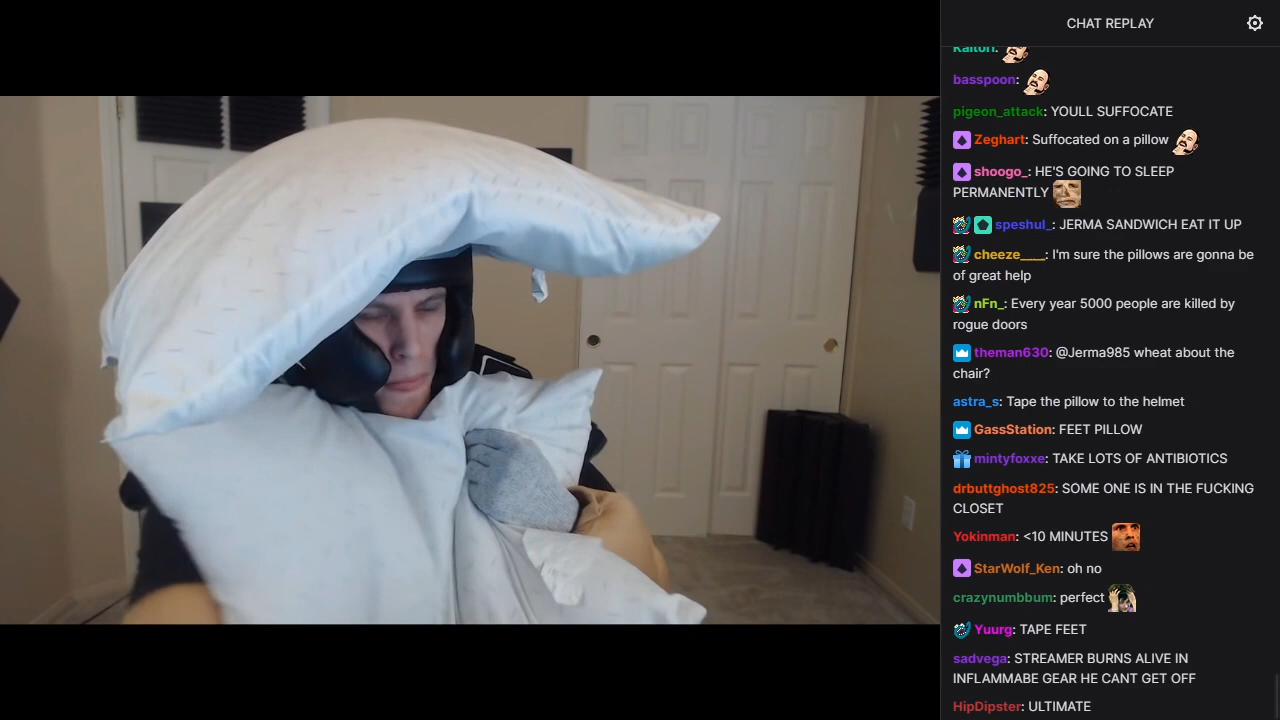 CHAT REPLAY
Kaitori:
basspoon:
pigeon_attack: YOULL SUFFOCATE
Zeghart: Suffocated on a pillow
shoogo_: HE'S GOING TO SLEEP
PERMANENTLY
speshul_: JERMA SANDWICH EAT IT UP
cheeze____: I'm sure the pillows are gonna be
of great help
nFn_: Every year 5000 people are killed by
rogue doors
theman630: @Jerma985 wheat about the
chair?
astra_s: Tape the pillow to the helmet
GassStation: FEET PILLOW
mintyfoxxe: TAKE LOTS OF ANTIBIOTICS
drbuttghost825: SOME ONE IS IN THE FUCKING
CLOSET
Yokinman: <10 MINUTES
StarWolf_Ken: oh no
crazynumbbum: perfect
Yuurg: TAPE FEET
sadvega: STREAMER BURNS ALIVE IN
INFLAMMABE GEAR HE CANT GET OFF
HipDipster: ULTIMATE